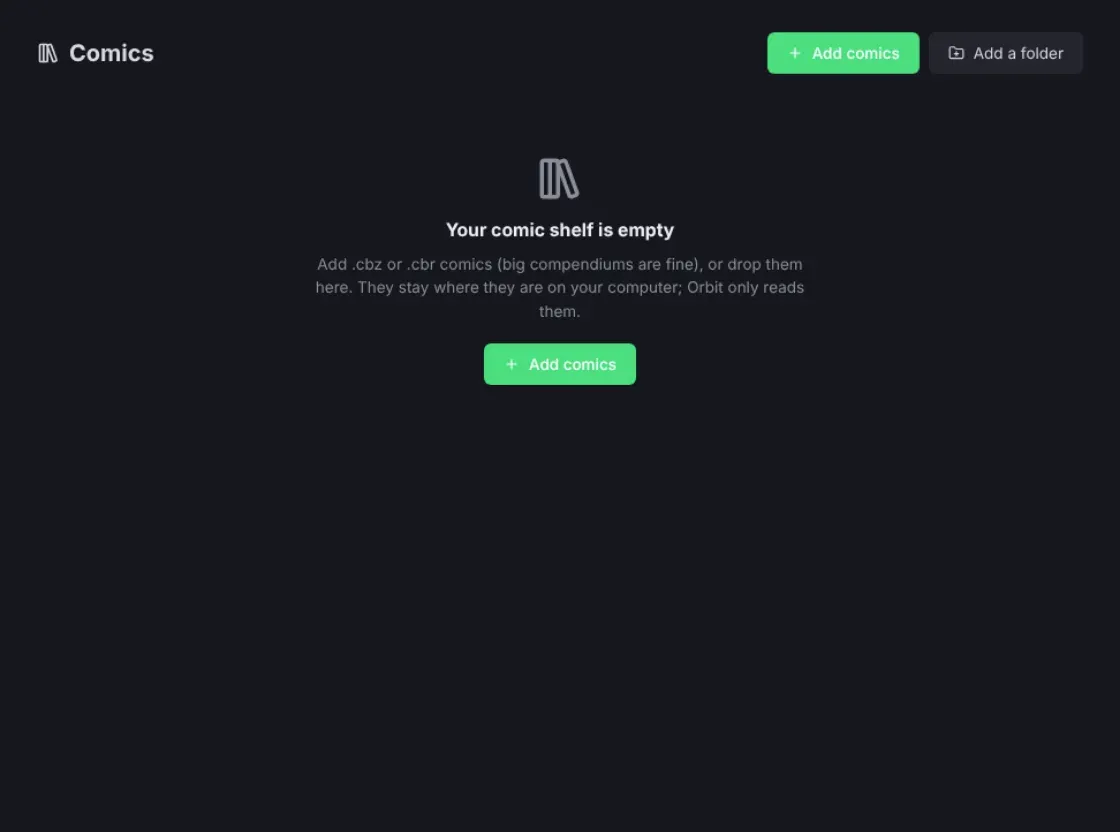 Comics
Add comics
Add a folder
Your comic shelf is empty
Add .cbz or .cbr comics (big compendiums are fine), or drop them
here. They stay where they are on your computer; Orbit only reads
them.
Add comics